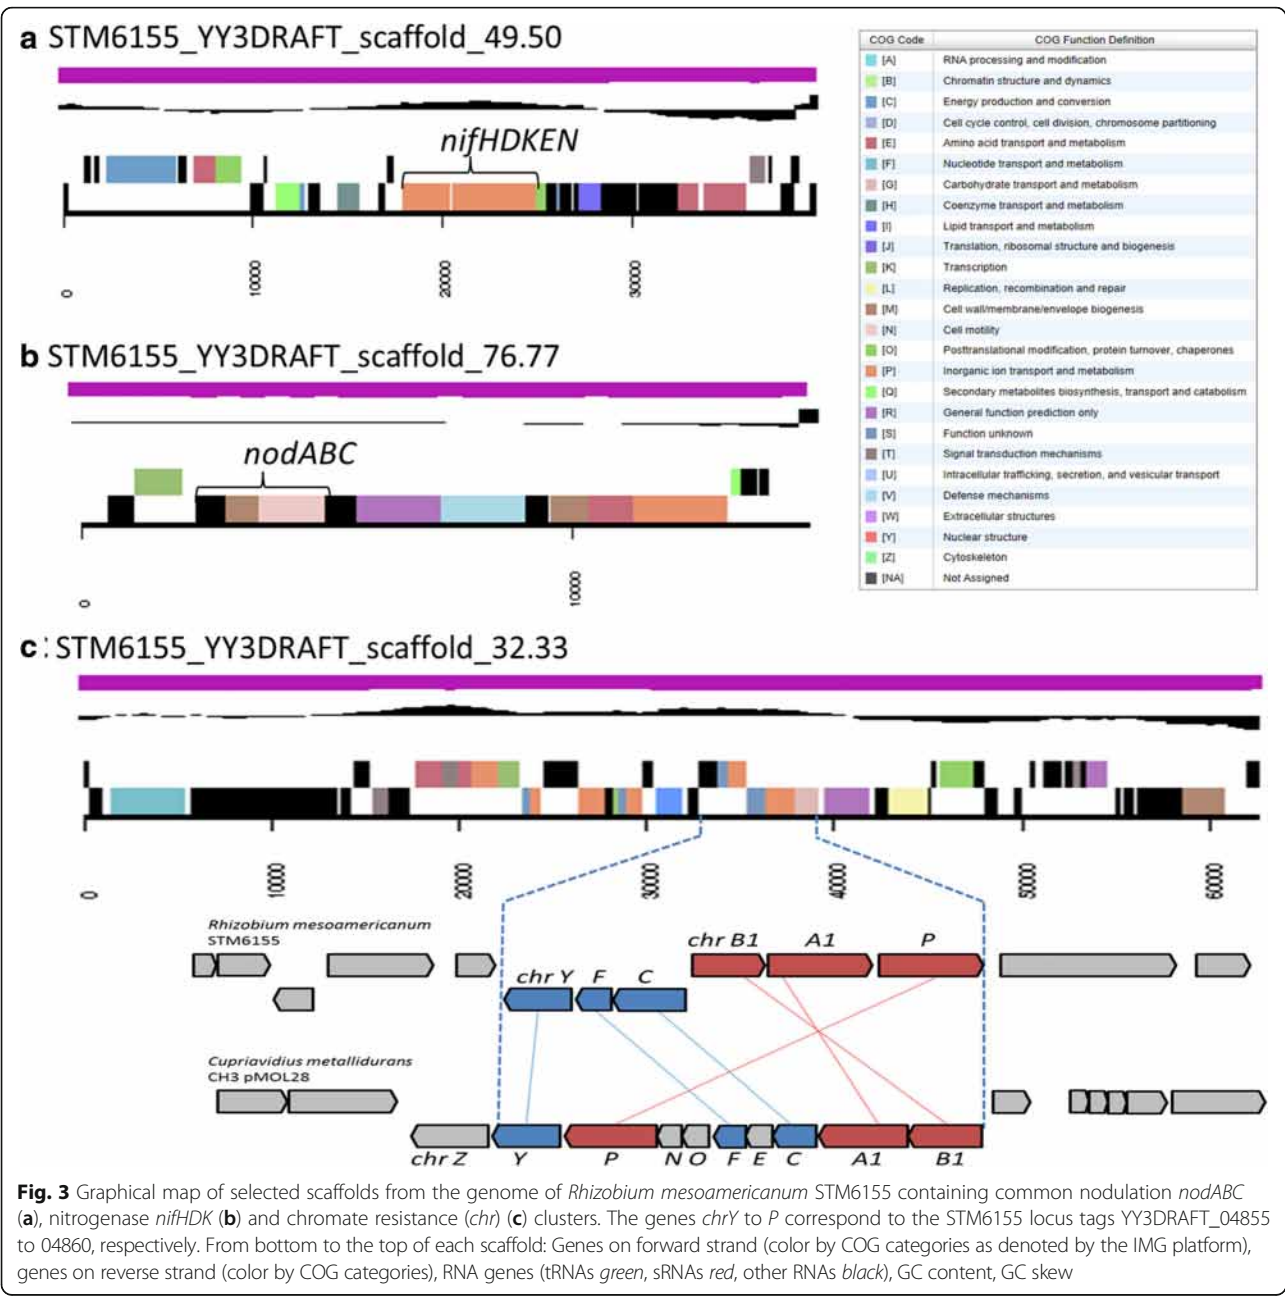 a STM6155_YY3DRAFT_scaffold_49.50
nifHDKEN
0 10000 20000 30000
b STM6155_YY3DRAFT_scaffold_76.77
nodABC
0 10000
COG Code COG Function Definition
[A] RNA processing and modification
[B] Chromatin structure and dynamics
[C] Energy production and conversion
[D] Cell cycle control, cell division, chromosome partitioning
[E] Amino acid transport and metabolism
[F] Nucleotide transport and metabolism
[G] Carbohydrate transport and metabolism
[H] Coenzyme transport and metabolism
[I] Lipid transport and metabolism
[J] Translation, ribosomal structure and biogenesis
[K] Transcription
[L] Replication, recombination and repair
[M] Cell wall/membrane/envelope biogenesis
[N] Cell motility
[O] Posttranslational modification, protein turnover, chaperones
[P] Inorganic ion transport and metabolism
[Q] Secondary metabolites biosynthesis, transport and catabolism
[R] General function prediction only
[S] Function unknown
[T] Signal transduction mechanisms
[U] Intracellular trafficking, secretion, and vesicular transport
[V] Defense mechanisms
[W] Extracellular structures
[Y] Nuclear structure
[Z] Cytoskeleton
[NA] Not Assigned
c : STM6155_YY3DRAFT_scaffold_32.33
0 10000 20000 30000 40000 50000 60000
Rhizobium mesoamericanum
STM6155
chr B1 A1 P
chr Y F C
Cupriavidius metallidurans
CH3 pMOL28
chr Z Y P N O F E C A1 B1
Fig. 3 Graphical map of selected scaffolds from the genome of Rhizobium mesoamericanum STM6155 containing common nodulation nodABC
(a), nitrogenase nifHDK (b) and chromate resistance (chr) (c) clusters. The genes chrY to P correspond to the STM6155 locus tags YY3DRAFT_04855
to 04860, respectively. From bottom to the top of each scaffold: Genes on forward strand (color by COG categories as denoted by the IMG platform),
genes on reverse strand (color by COG categories), RNA genes (tRNAs green, sRNAs red, other RNAs black), GC content, GC skew